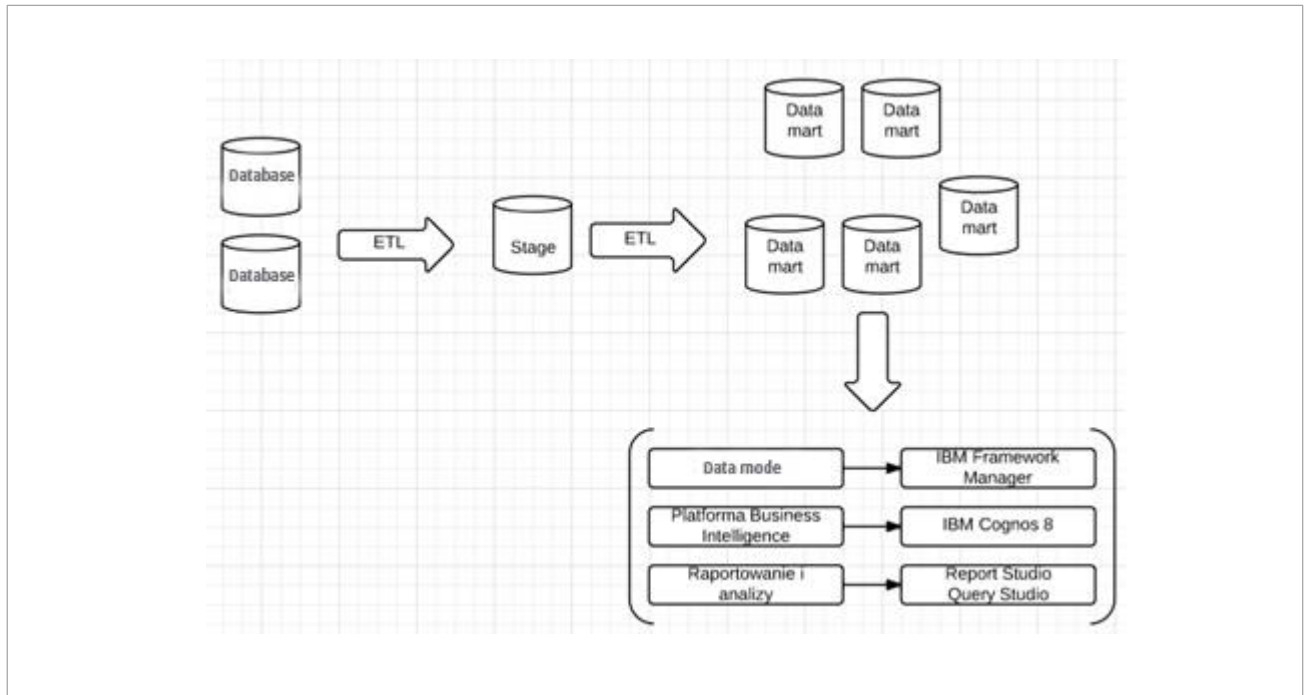 Data
mart
Data
mart
Database
Data
mart
Database
ETL
Stage
ETL
Data
mart
Data
mart
Data mode
IBM Framework
Manager
Platforma Business
Intelligence
IBM Cognos 8
Raportowanie i
analizy
Report Studio
Query Studio